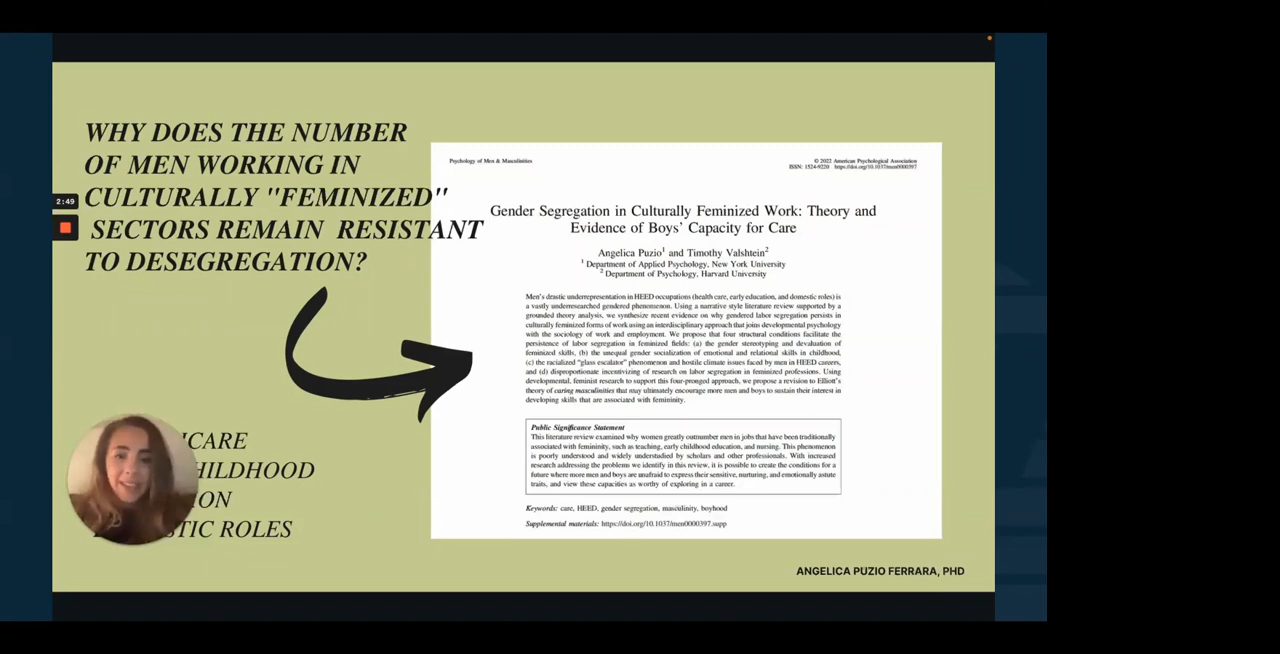 WHY DOES THE NUMBER
OF MEN WORKING IN
CULTURALLY "FEMINIZED"
SECTORS REMAIN RESISTANT
TO DESEGREGATION?
2:49
Psychology of Men & Masculinities
© 2022 American Psychological Association
ISSN: 1524-9220 https://doi.org/10.1037/men0000397
Gender Segregation in Culturally Feminized Work: Theory and
Evidence of Boys' Capacity for Care
Angelica Puzio1 and Timothy Valshtein2
1 Department of Applied Psychology, New York University
2 Department of Psychology, Harvard University
Men's drastic underrepresentation in HEED occupations (health care, early education, and domestic roles) is
a vastly underresearched gendered phenomenon. Using a narrative style literature review supported by a
grounded theory analysis, we synthesize recent evidence on why gendered labor segregation persists in
culturally feminized forms of work using an interdisciplinary approach that joins developmental psychology
with the sociology of work and employment. We propose that four structural conditions facilitate the
persistence of labor segregation in feminized fields: (a) the gender stereotyping and devaluation of
feminized skills, (b) the unequal gender socialization of emotional and relational skills in childhood,
(c) the racialized "glass escalator" phenomenon and hostile climate issues faced by men in HEED careers,
and (d) disproportionate incentivizing of research on labor segregation in feminized professions. Using
developmental, feminist research to support this four-pronged approach, we propose a revision to Elliott's
theory of caring masculinities that may ultimately encourage more men and boys to sustain their interest in
developing skills that are associated with femininity.
Public Significance Statement
This literature review examined why women greatly outnumber men in jobs that have been traditionally
associated with femininity, such as teaching, early childhood education, and nursing. This phenomenon
is poorly understood and widely understudied by scholars and other professionals. With increased
research addressing the problems we identify in this review, it is possible to create the conditions for a
future where more men and boys are unafraid to express their sensitive, nurturing, and emotionally astute
traits, and view these capacities as worthy of exploring in a career.
Keywords: care, HEED, gender segregation, masculinity, boyhood
Supplemental materials: https://doi.org/10.1037/men0000397.supp
ICARE
HILDHOOD
ION
STIC ROLES
ANGELICA PUZIO FERRARA, PHD